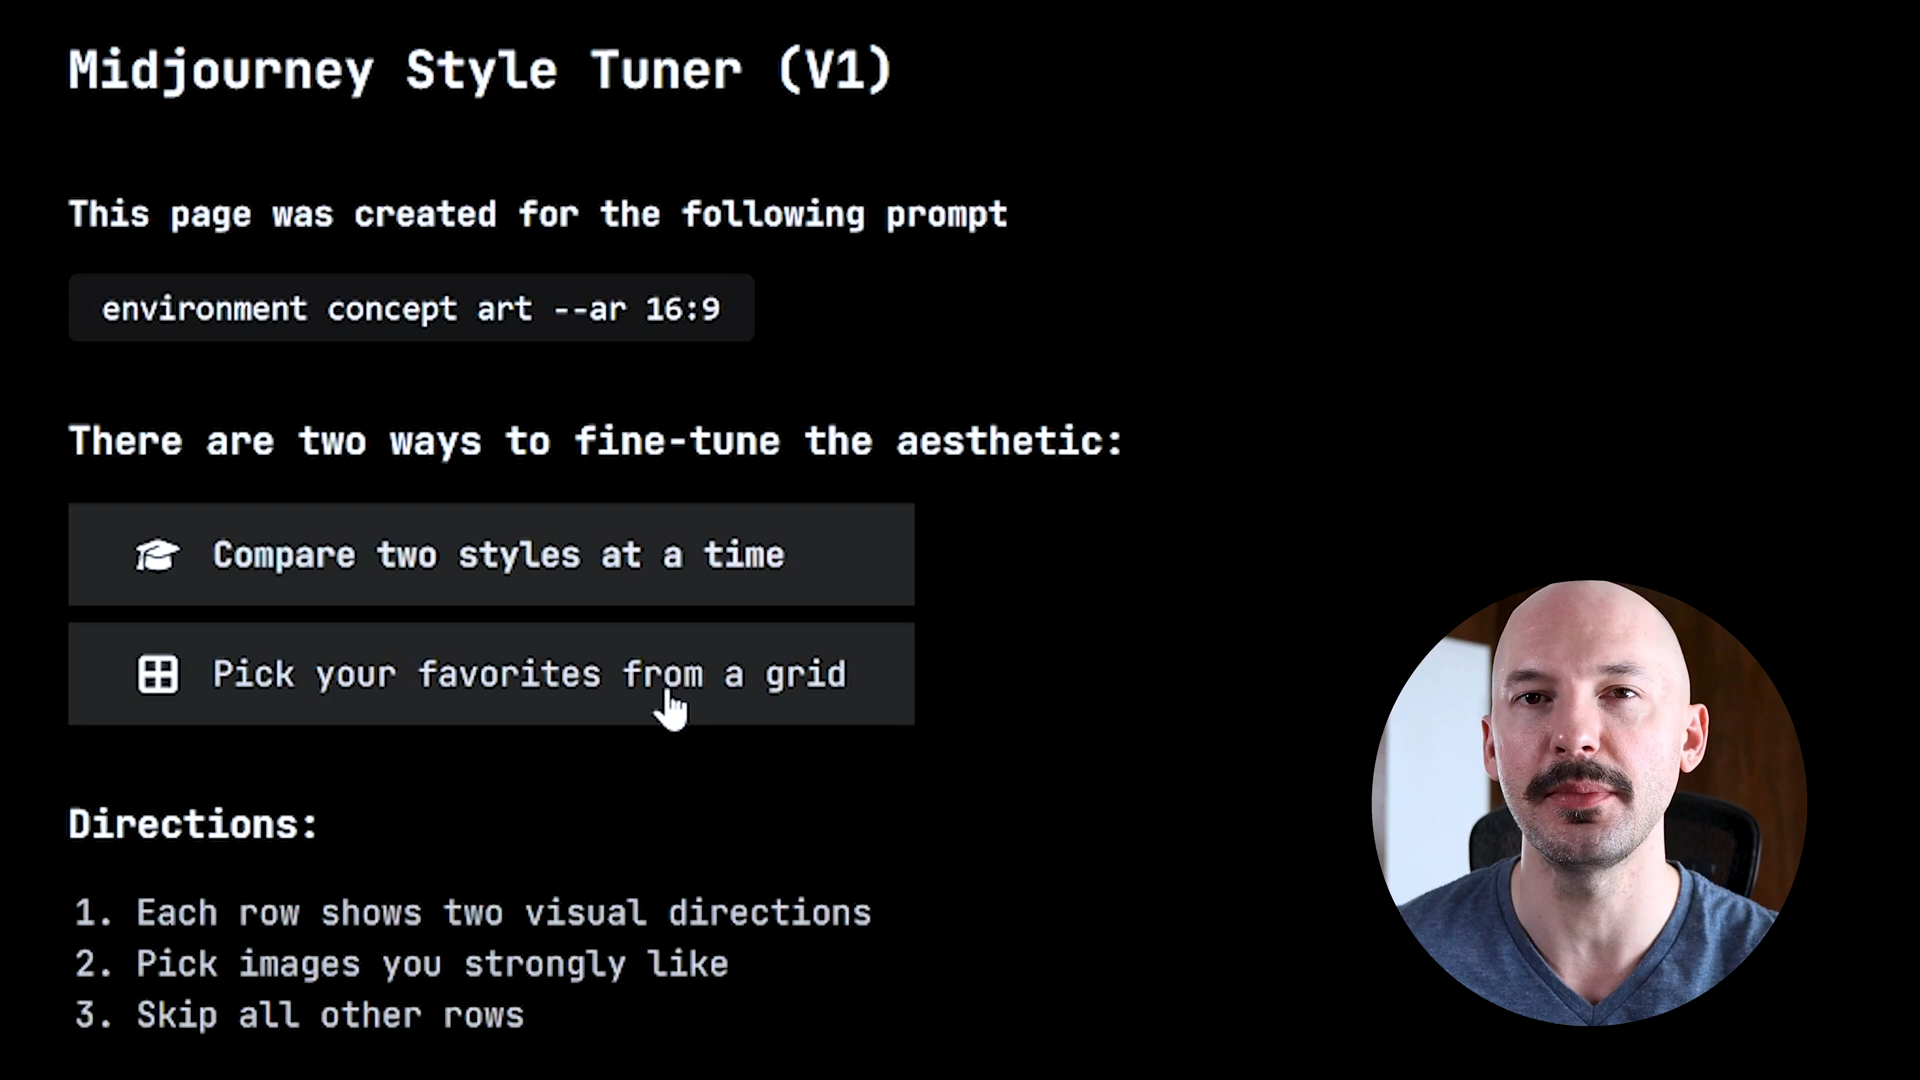 Midjourney Style Tuner (V1)
This page was created for the following prompt
environment concept art --ar 16:9
There are two ways to fine-tune the aesthetic:
Compare two styles at a time
Pick your favorites from a grid
Directions:
1. Each row shows two visual directions
2. Pick images you strongly like
3. Skip all other rows